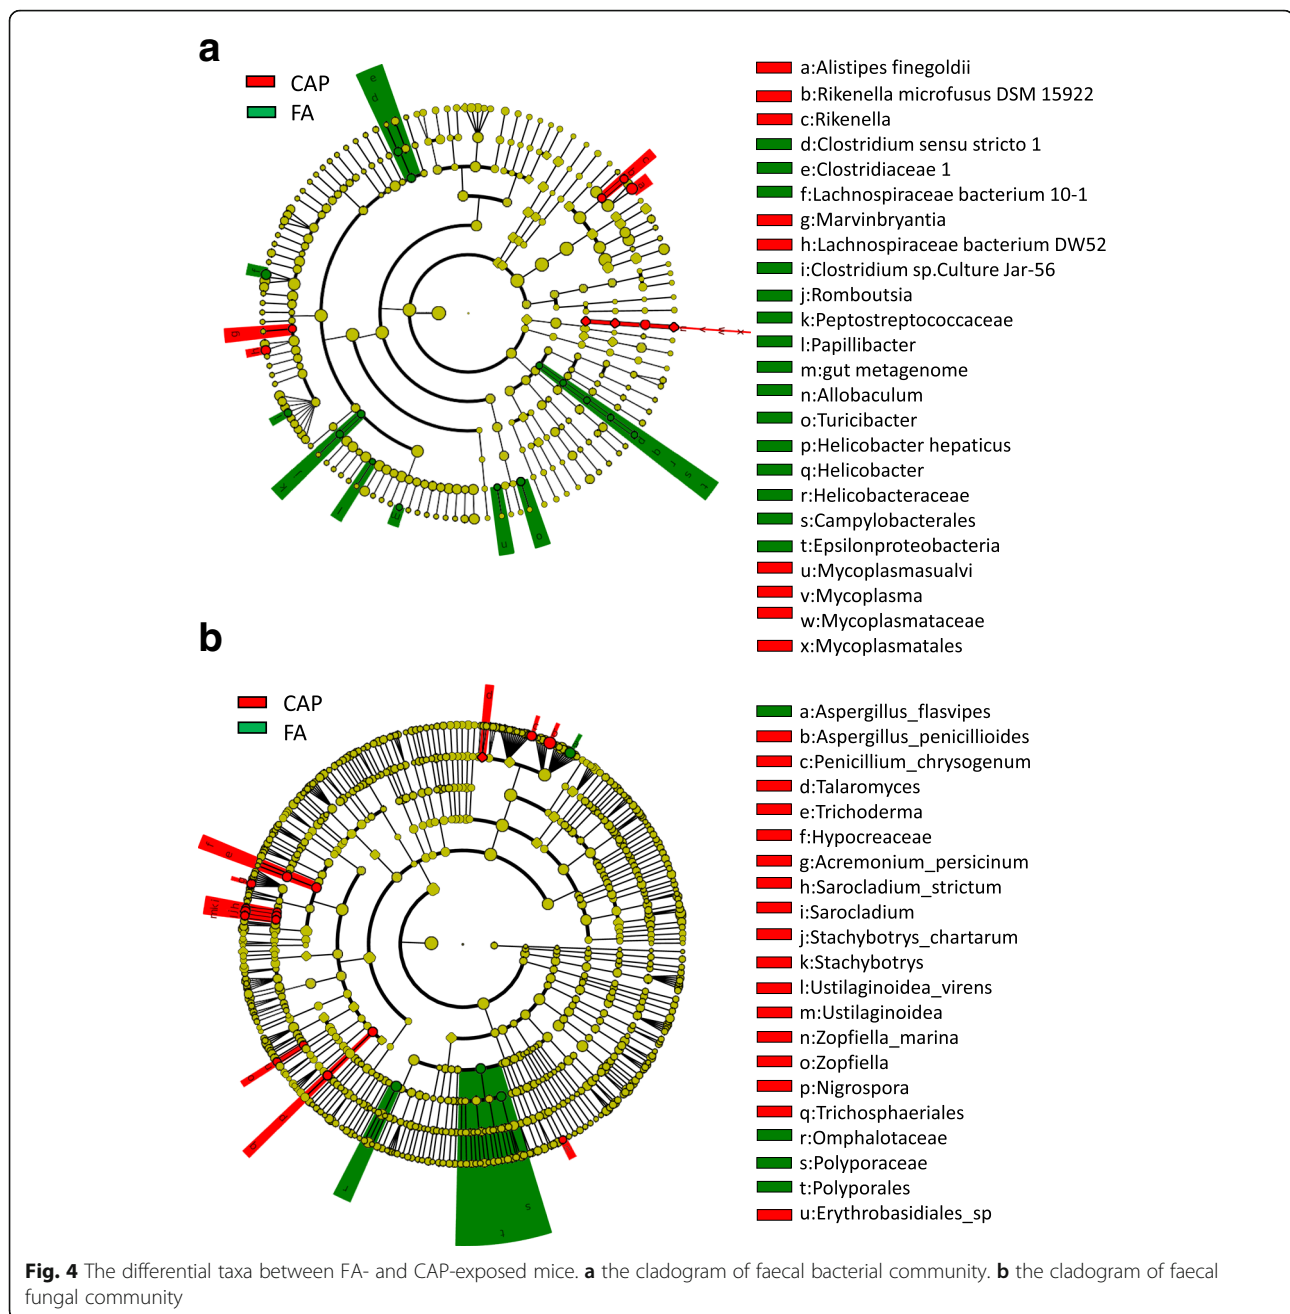 a
CAP
FA
a:Alistipes finegoldii
b:Rikenella microfusus DSM 15922
c:Rikenella
d:Clostridium sensu stricto 1
e:Clostridiaceae 1
f:Lachnospiraceae bacterium 10-1
g:Marvinbryantia
h:Lachnospiraceae bacterium DW52
i:Clostridium sp.Culture Jar-56
j:Romboutsia
k:Peptostreptococcaceae
l:Papillibacter
m:gut metagenome
n:Allobaculum
o:Turicibacter
p:Helicobacter hepaticus
q:Helicobacter
r:Helicobacteraceae
s:Campylobacterales
t:Epsilonproteobacteria
u:Mycoplasmasualvi
v:Mycoplasma
w:Mycoplasmataceae
x:Mycoplasmatales
b
CAP
FA
a:Aspergillus_flasvipes
b:Aspergillus_penicillioides
c:Penicillium_chrysogenum
d:Talaromyces
e:Trichoderma
f:Hypocreaceae
g:Acremonium_persicinum
h:Sarocladium_strictum
i:Sarocladium
j:Stachybotrys_chartarum
k:Stachybotrys
l:Ustilaginoidea_virens
m:Ustilaginoidea
n:Zopfiella_marina
o:Zopfiella
p:Nigrospora
q:Trichosphaeriales
r:Omphalotaceae
s:Polyporaceae
t:Polyporales
u:Erythrobasidiales_sp
Fig. 4 The differential taxa between FA- and CAP-exposed mice. a the cladogram of faecal bacterial community. b the cladogram of faecal
fungal community